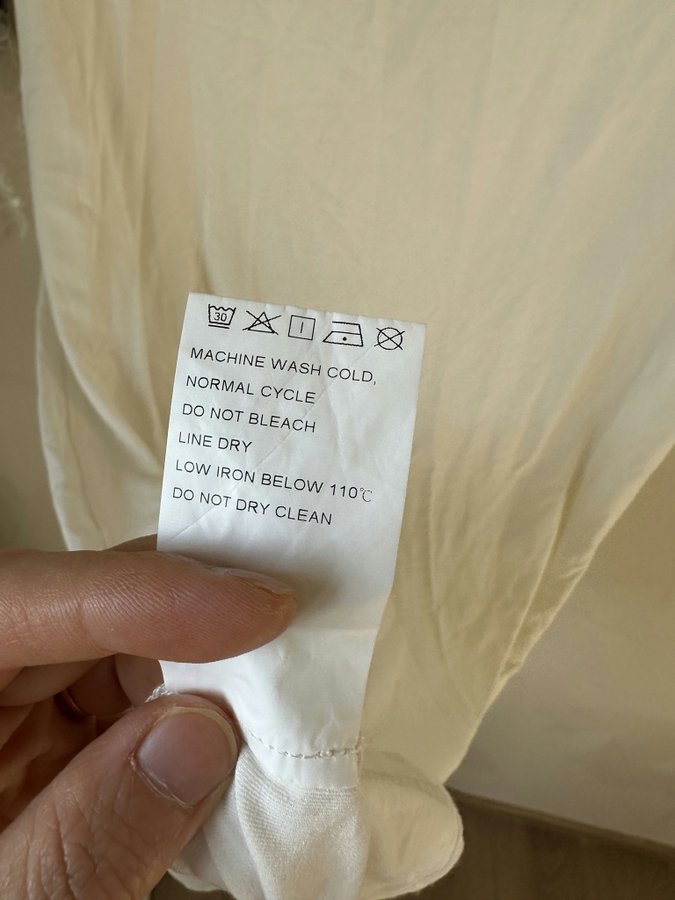 30
MACHINE WASH COLD,
NORMAL CYCLE
DO NOT BLEACH
LINE DRY
LOW IRON BELOW 110℃
DO NOT DRY CLEAN